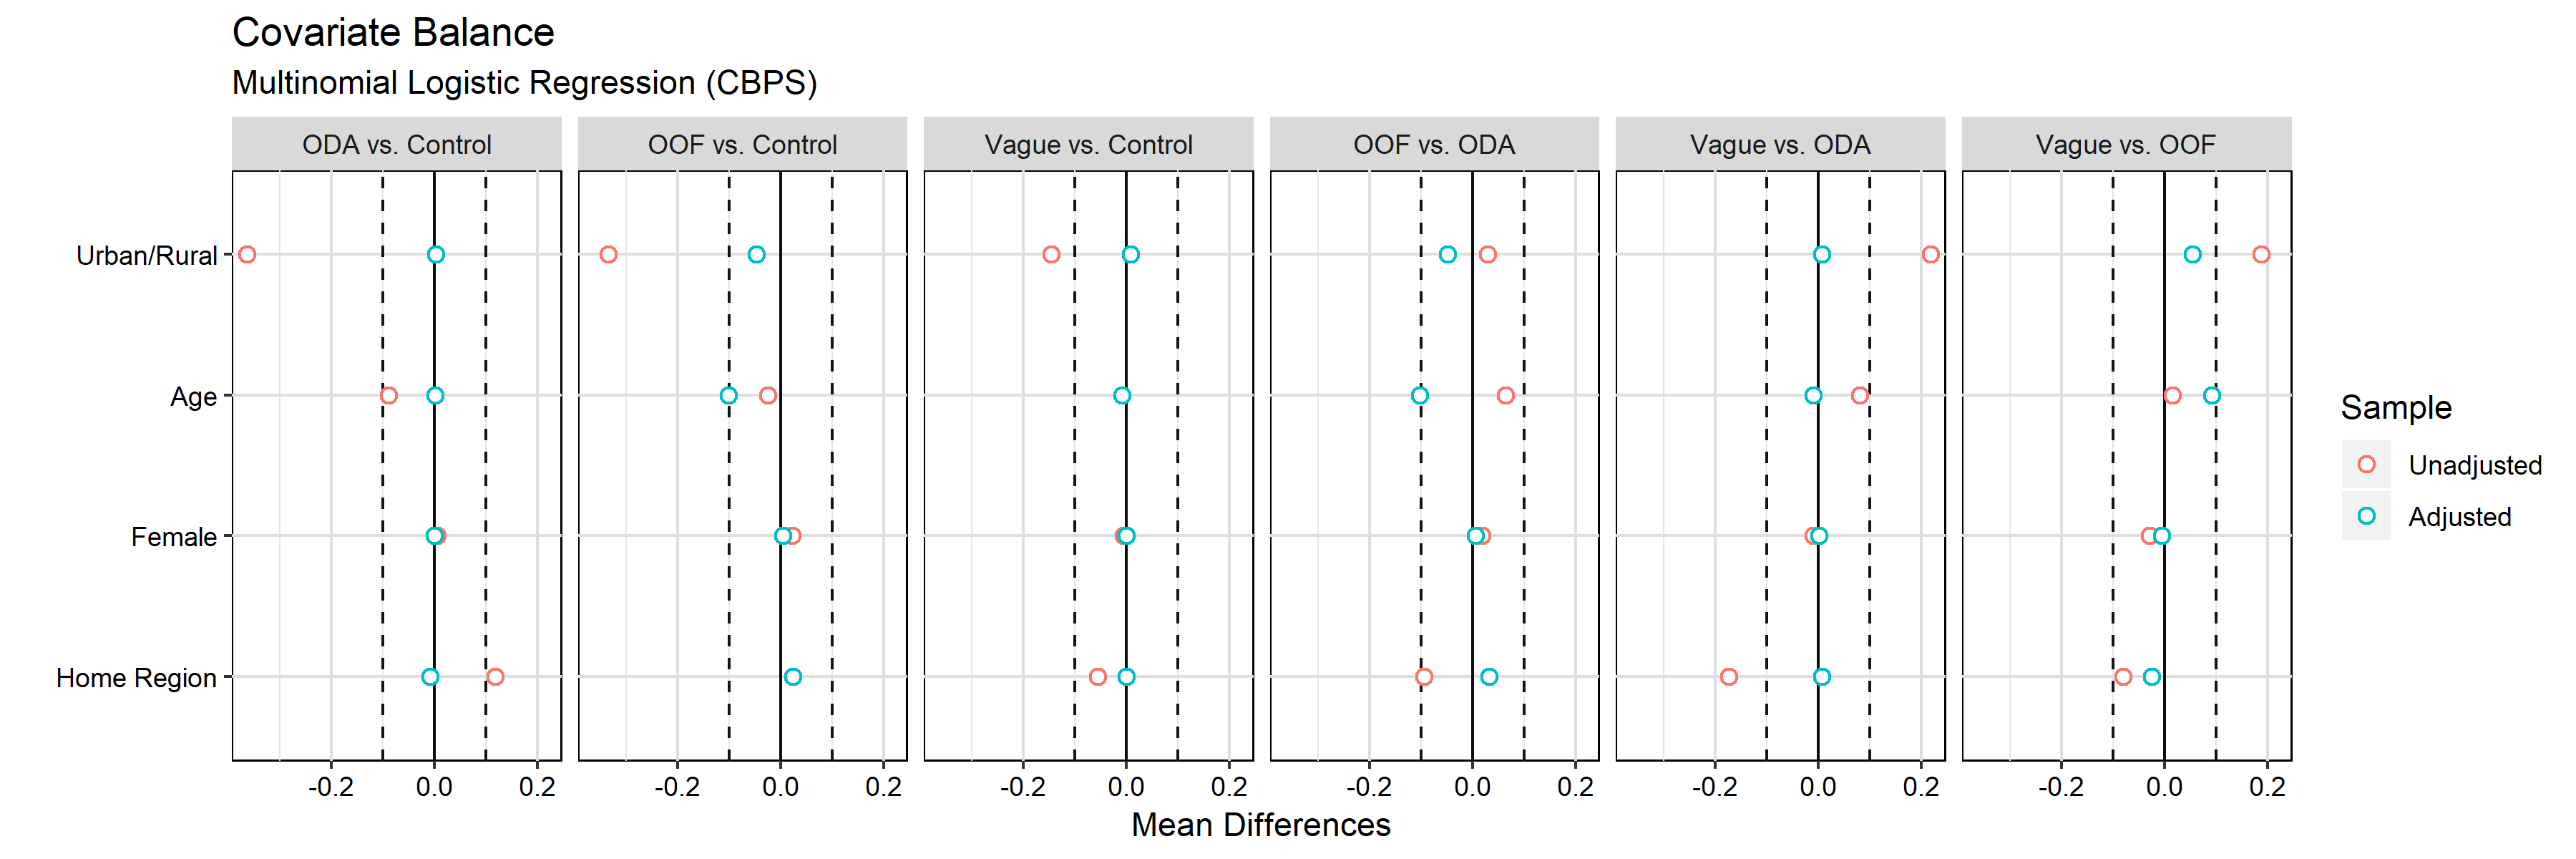 Covariate Balance
Multinomial Logistic Regression (CBPS)
ODA vs. Control
OOF vs. Control
Vague vs. Control
OOF vs. ODA
Vague vs. ODA
Vague vs. OOF
Urban/Rural
Age
Female
Home Region
-0.2 0.0 0.2
-0.2 0.0 0.2
-0.2 0.0 0.2
-0.2 0.0 0.2
-0.2 0.0 0.2
-0.2 0.0 0.2
Mean Differences
Sample
Unadjusted
Adjusted